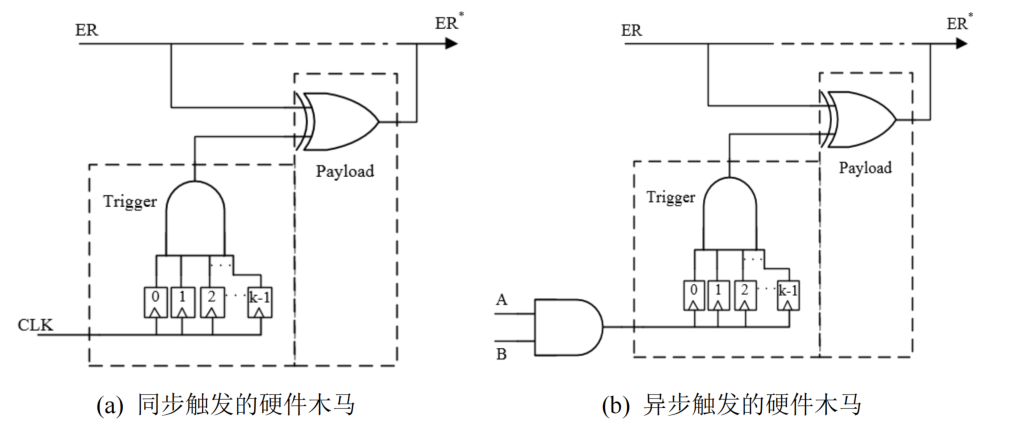 ER
ER*
Payload
Trigger
0 1 2 ··· k-1
CLK
(a) 同步触发的硬件木马
ER
ER*
Payload
Trigger
0 1 2 ··· k-1
A
B
(b) 异步触发的硬件木马